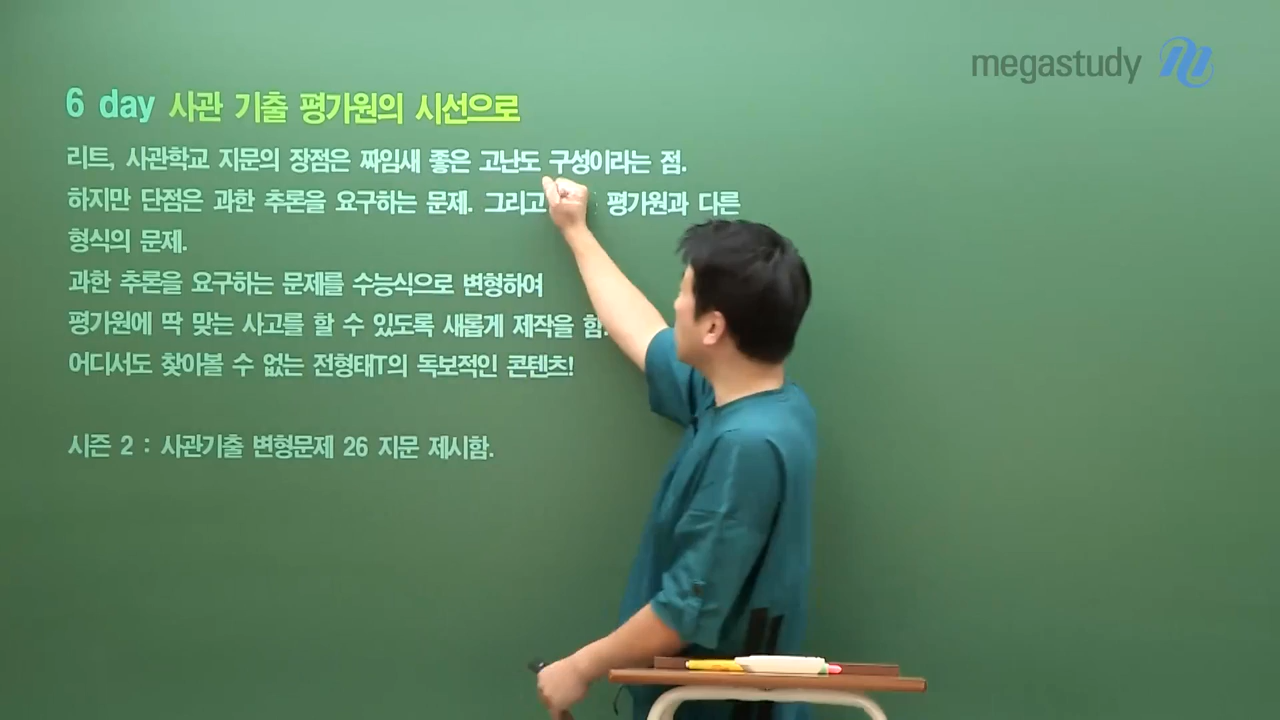 megastudy
6 day 사관 기출 평가원의 시선으로
리트, 사관학교 지문의 장점은 짜임새 좋은 고난도 구성이라는 점.
하지만 단점은 과한 추론을 요구하는 문제. 그리고 평가원과 다른
형식의 문제.
과한 추론을 요구하는 문제를 수능식으로 변형하여
평가원에 딱 맞는 사고를 할 수 있도록 새롭게 제작을 함.
어디서도 찾아볼 수 없는 전형태T의 독보적인 콘텐츠!
시즌 2 : 사관기출 변형문제 26 지문 제시함.